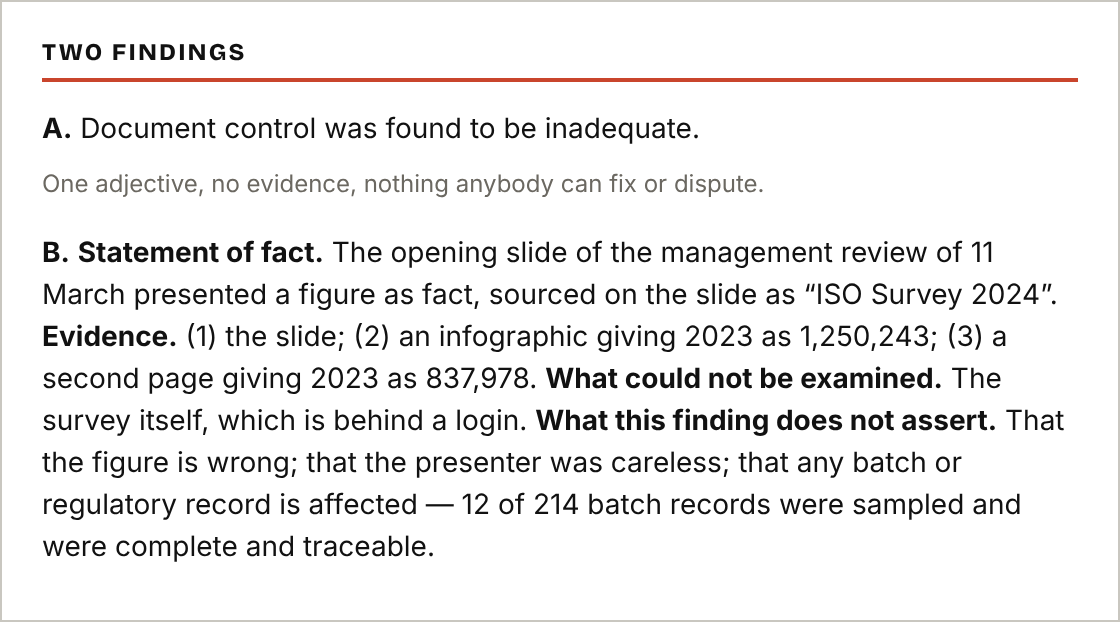 TWO FINDINGS
A. Document control was found to be inadequate.
One adjective, no evidence, nothing anybody can fix or dispute.
B. Statement of fact. The opening slide of the management review of 11
March presented a figure as fact, sourced on the slide as “ISO Survey 2024”.
Evidence. (1) the slide; (2) an infographic giving 2023 as 1,250,243; (3) a
second page giving 2023 as 837,978. What could not be examined. The
survey itself, which is behind a login. What this finding does not assert. That
the figure is wrong; that the presenter was careless; that any batch or
regulatory record is affected — 12 of 214 batch records were sampled and
were complete and traceable.